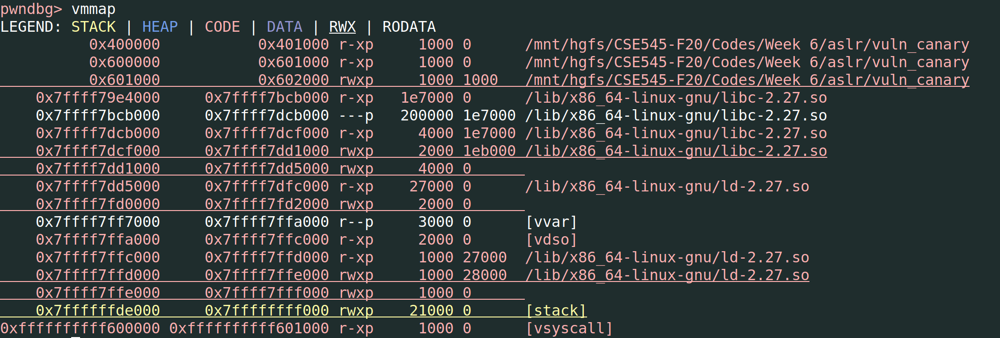 pwndbg> vmmap
LEGEND: STACK | HEAP | CODE | DATA | RWX | RODATA
0x400000 0x401000 r-xp 1000 0 /mnt/hgfs/CSE545-F20/Codes/Week 6/aslr/vuln_canary
0x600000 0x601000 r-xp 1000 0 /mnt/hgfs/CSE545-F20/Codes/Week 6/aslr/vuln_canary
0x601000 0x602000 rwxp 1000 1000 /mnt/hgfs/CSE545-F20/Codes/Week 6/aslr/vuln_canary
0x7ffff79e4000 0x7ffff7bcb000 r-xp 1e7000 0 /lib/x86_64-linux-gnu/libc-2.27.so
0x7ffff7bcb000 0x7ffff7dcb000 ---p 200000 1e7000 /lib/x86_64-linux-gnu/libc-2.27.so
0x7ffff7dcb000 0x7ffff7dcf000 r-xp 4000 1e7000 /lib/x86_64-linux-gnu/libc-2.27.so
0x7ffff7dcf000 0x7ffff7dd1000 rwxp 2000 1eb000 /lib/x86_64-linux-gnu/libc-2.27.so
0x7ffff7dd1000 0x7ffff7dd5000 rwxp 4000 0
0x7ffff7dd5000 0x7ffff7dfc000 r-xp 27000 0 /lib/x86_64-linux-gnu/ld-2.27.so
0x7ffff7fd0000 0x7ffff7fd2000 rwxp 2000 0
0x7ffff7ff7000 0x7ffff7ffa000 r--p 3000 0 [vvar]
0x7ffff7ffa000 0x7ffff7ffc000 r-xp 2000 0 [vdso]
0x7ffff7ffc000 0x7ffff7ffd000 r-xp 1000 27000 /lib/x86_64-linux-gnu/ld-2.27.so
0x7ffff7ffd000 0x7ffff7ffe000 rwxp 1000 28000 /lib/x86_64-linux-gnu/ld-2.27.so
0x7ffff7ffe000 0x7ffff7fff000 rwxp 1000 0
0x7ffffffde000 0x7ffffffff000 rwxp 21000 0 [stack]
0xffffffffff600000 0xffffffffff601000 r-xp 1000 0 [vsyscall]